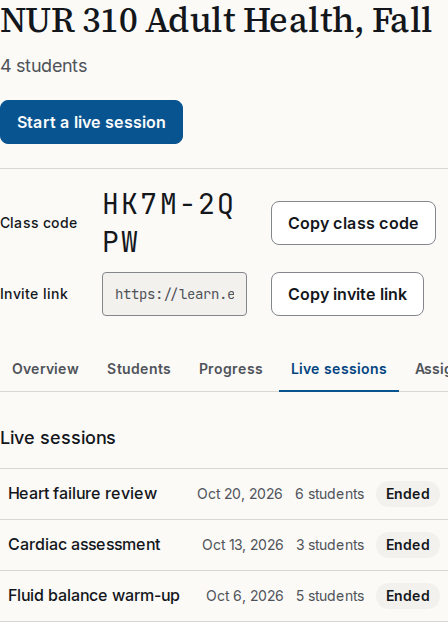 NUR 310 Adult Health, Fall
4 students
Start a live session
Class code
HK7M-2Q
PW
Copy class code
Invite link
https://learn.e
Copy invite link
Overview Students Progress Live sessions Assig
Live sessions
Heart failure review Oct 20, 2026 6 students Ended
Cardiac assessment Oct 13, 2026 3 students Ended
Fluid balance warm-up Oct 6, 2026 5 students Ended